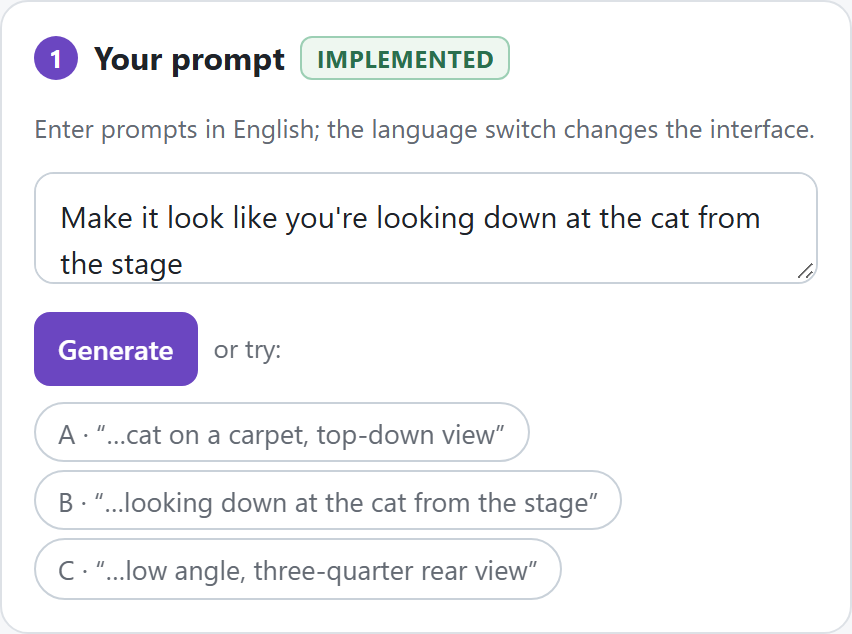 1 Your prompt IMPLEMENTED
Enter prompts in English; the language switch changes the interface.
Make it look like you're looking down at the cat from
the stage
Generate or try:
A · “…cat on a carpet, top-down view”
B · “…looking down at the cat from the stage”
C · “…low angle, three-quarter rear view”